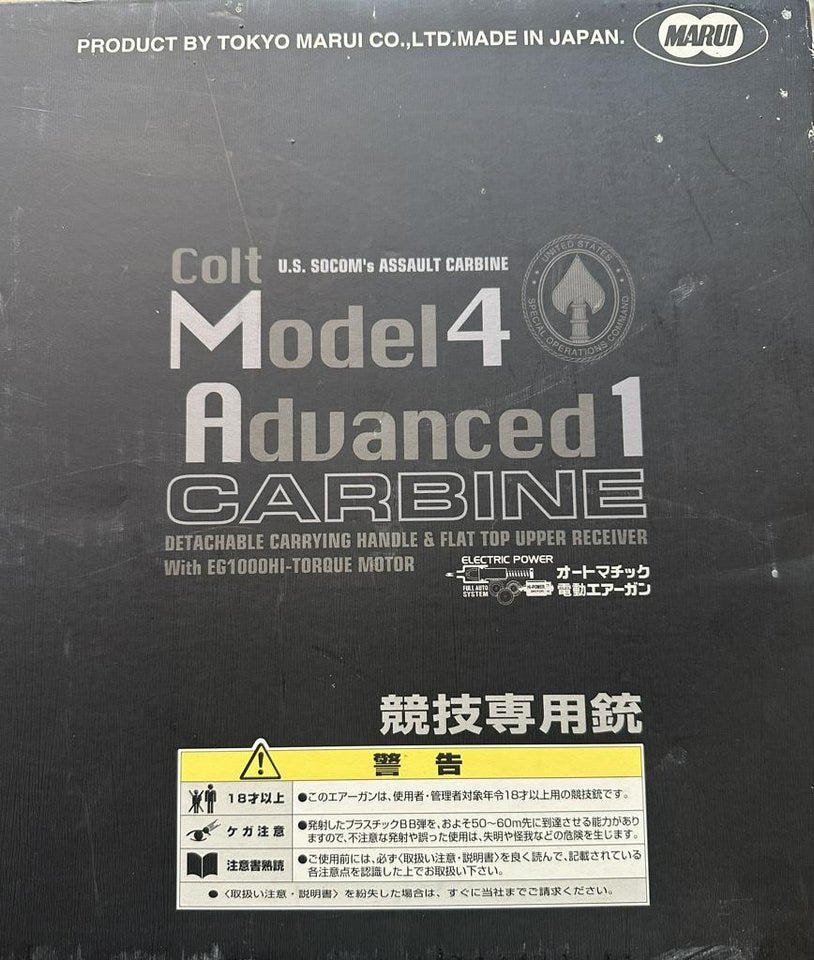 PRODUCT BY TOKYO MARUI CO.,LTD.MADE IN JAPAN.
MARUI
Colt
U.S. SOCOM's ASSAULT CARBINE
UNITED STATES
SPECIAL OPERATIONS COMMAND
Model 4
Advanced 1
CARBINE
DETACHABLE CARRYING HANDLE & FLAT TOP UPPER RECEIVER
With EG1000HI-TORQUE MOTOR
ELECTRIC POWER
FULL AUTO
SYSTEM
HI-POWER
オートマチック
電動エアーガン
競技専用銃
警 告
18才以上
●このエアーガンは、使用者・管理者対象年令18才以上用の競技銃です。
ケガ注意
●発射したプラスチックBB弾を、およそ50〜60m先に到達させる能力があり
ますので、不注意な発射や誤った使用は、失明や怪我などの危険を生じます。
注意書熟読
●ご使用前には、必ず〈取扱い注意・説明書〉を良く読んで、記載されている
各注意点を認識した上でお取扱い下さい。
●〈取扱い注意・説明書〉を紛失した場合は、すぐに当社までご請求ください。